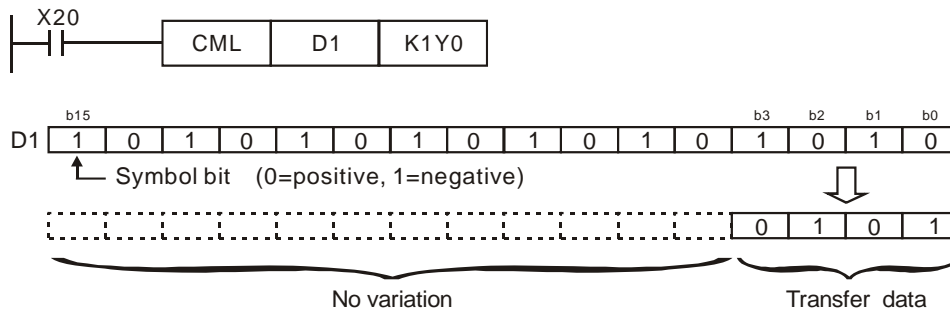 X20
CML D1 K1Y0
b15 b3 b2 b1 b0
D1 1 0 1 0 1 0 1 0 1 0 1 0 1 0 1 0
Symbol bit (0=positive, 1=negative)
0 1 0 1
No variation Transfer data